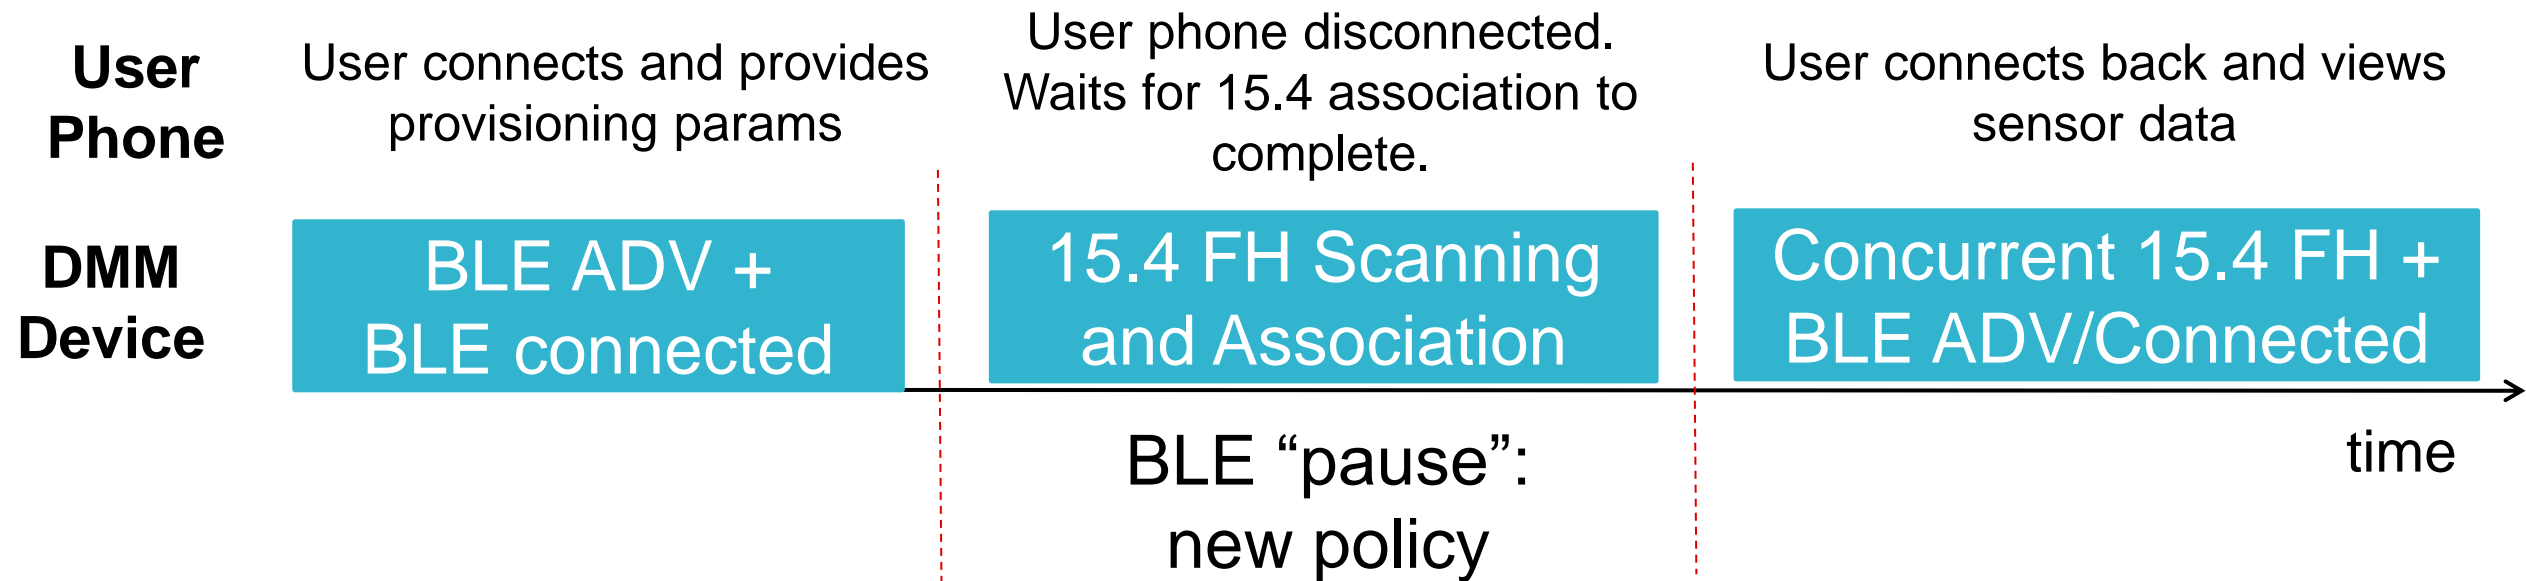 User
Phone
User connects and provides
provisioning params
User phone disconnected.
Waits for 15.4 association to
complete.
User connects back and views
sensor data
DMM
Device
BLE ADV +
BLE connected
15.4 FH Scanning
and Association
Concurrent 15.4 FH +
BLE ADV/Connected
time
BLE “pause”:
new policy